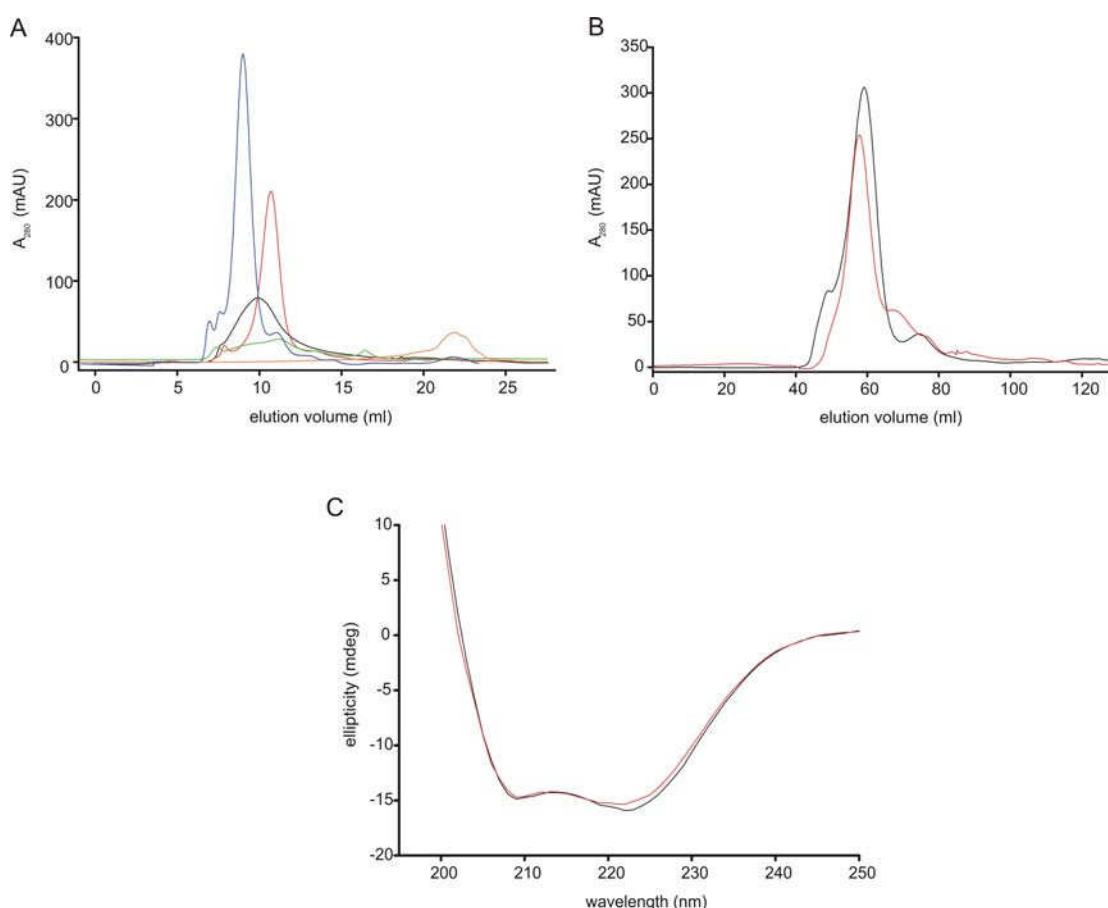 A
400
300
200
100
0
A280 (mAU)
0 5 10 15 20 25
elution volume (ml)
B
350
300
250
200
150
100
50
0
A280 (mAU)
0 20 40 60 80 100 120
elution volume (ml)
C
10
5
0
-5
-10
-15
-20
ellipticity (mdeg)
200 210 220 230 240 250
wavelength (nm)